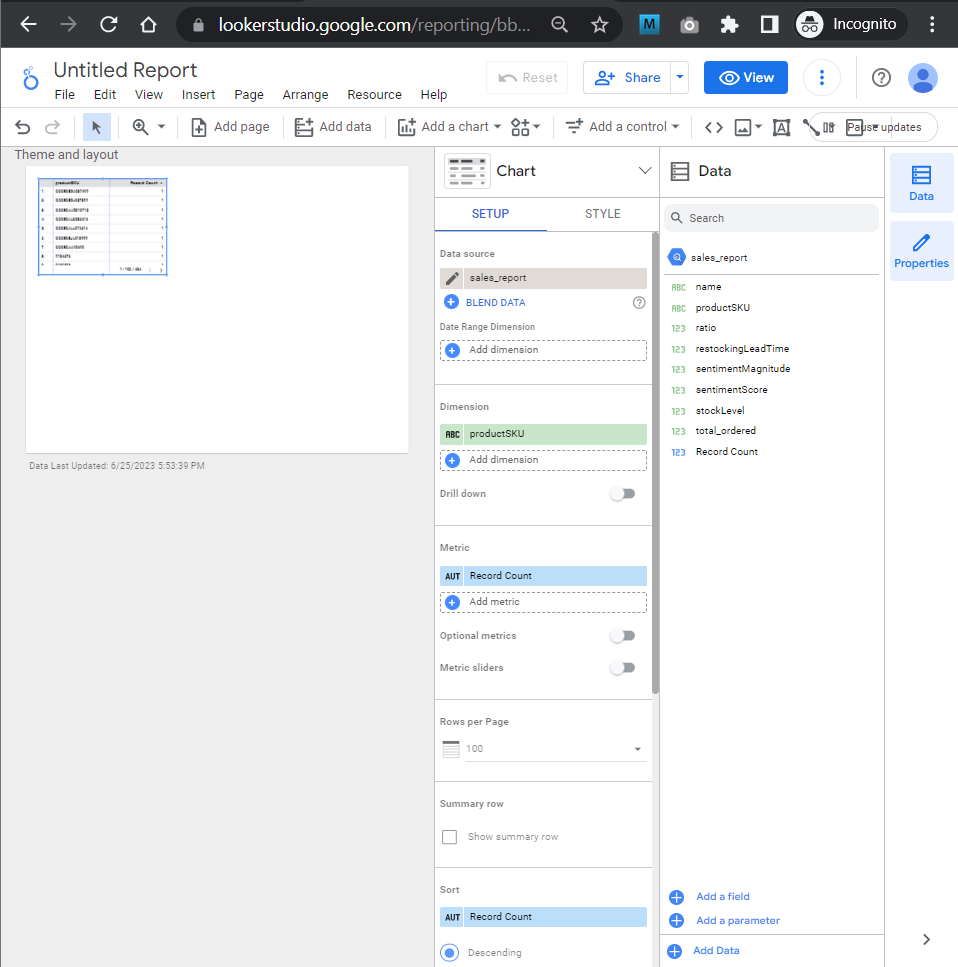 lookerstudio.google.com/reporting/bb...
M
Incognito
Untitled Report
File Edit View Insert Page Arrange Resource Help
Reset
Share
View
Add page
Add data
Add a chart
Add a control
Pause updates
Theme and layout
productSKU Record Count
1-100 / 454
Data Last Updated: 6/25/2023 5:53:39 PM
Chart
SETUP STYLE
Data source
sales_report
BLEND DATA
Date Range Dimension
Add dimension
Dimension
ABC productSKU
Add dimension
Drill down
Metric
AUT Record Count
Add metric
Optional metrics
Metric sliders
Rows per Page
100
Summary row
Show summary row
Sort
AUT Record Count
Descending
Data
Search
sales_report
ABC name
ABC productSKU
123 ratio
123 restockingLeadTime
123 sentimentMagnitude
123 sentimentScore
123 stockLevel
123 total_ordered
123 Record Count
Add a field
Add a parameter
Add Data
Data
Properties